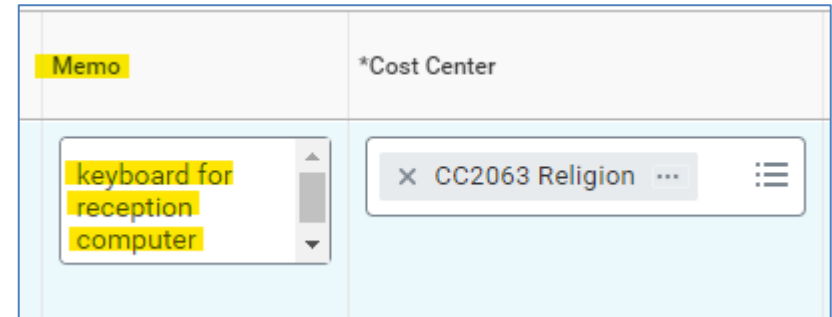 Memo
*Cost Center
keyboard for
reception
computer
CC2063 Religion